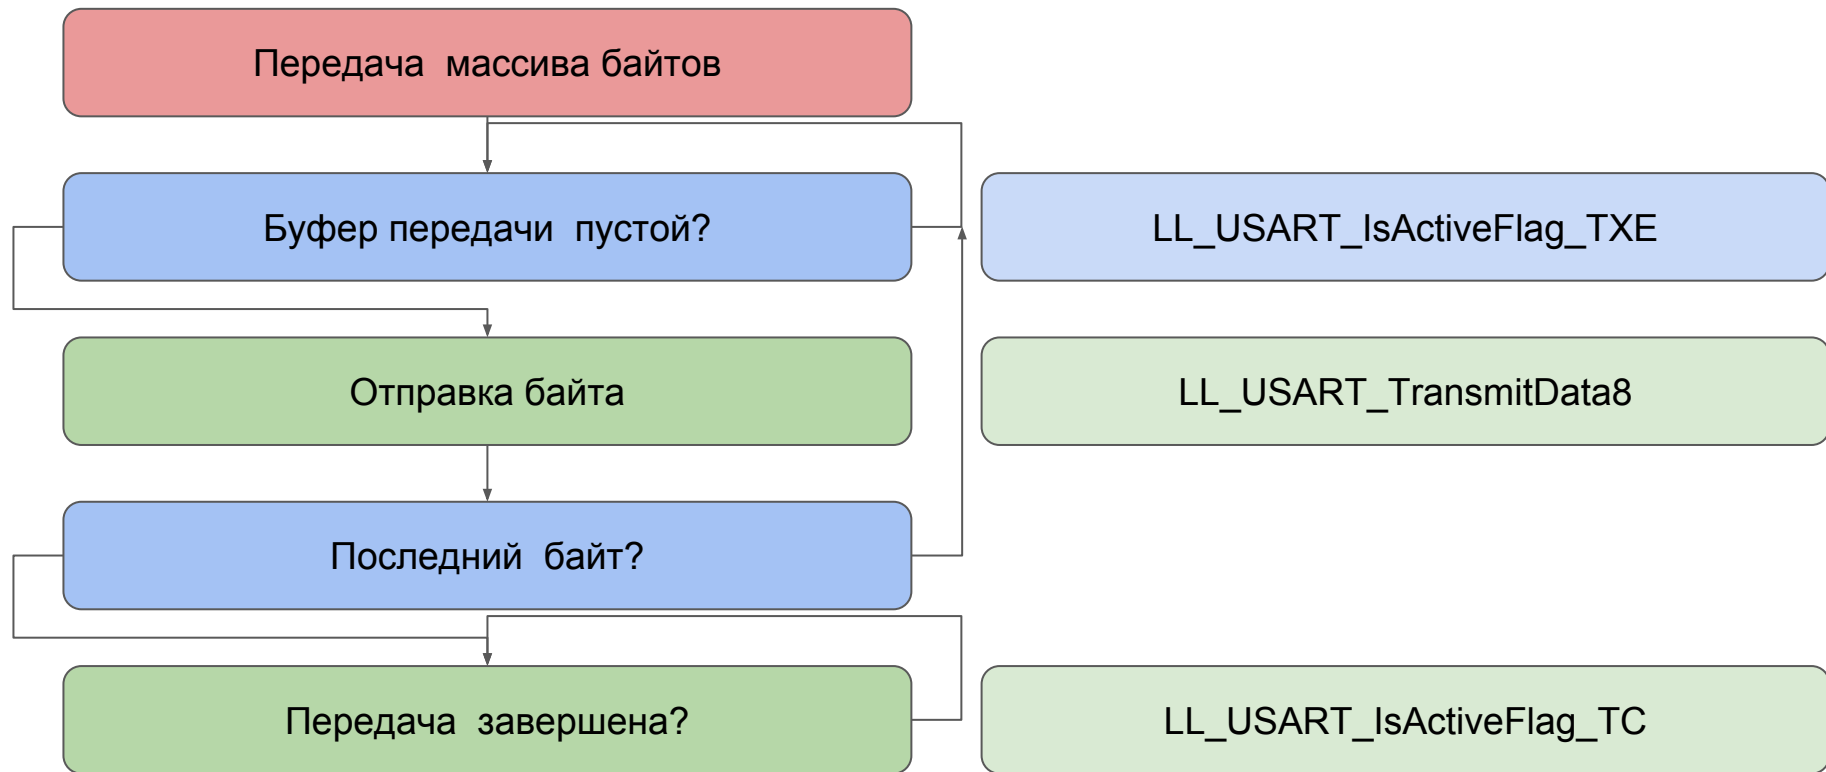 Передача массива байтов
Буфер передачи пустой?
LL_USART_IsActiveFlag_TXE
Отправка байта
LL_USART_TransmitData8
Последний байт?
Передача завершена?
LL_USART_IsActiveFlag_TC